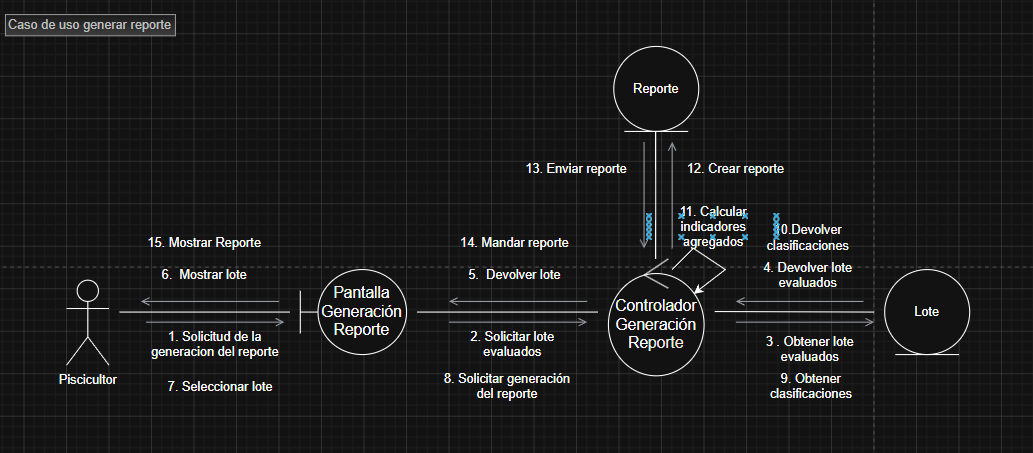 Caso de uso generar reporte
Reporte
13. Enviar reporte
12. Crear reporte
11. Calcular
indicadores
agregados
15. Mostrar Reporte
14. Mandar reporte
10.Devolver
clasificaciones
6. Mostrar lote
5. Devolver lote
4. Devolver lote
evaluados
Pantalla
Generación
Reporte
Controlador
Generación
Reporte
Lote
1. Solicitud de la
generacion del reporte
2. Solicitar lote
evaluados
3 . Obtener lote
evaluados
Piscicultor
7. Seleccionar lote
8. Solicitar generación
del reporte
9. Obtener
clasificaciones